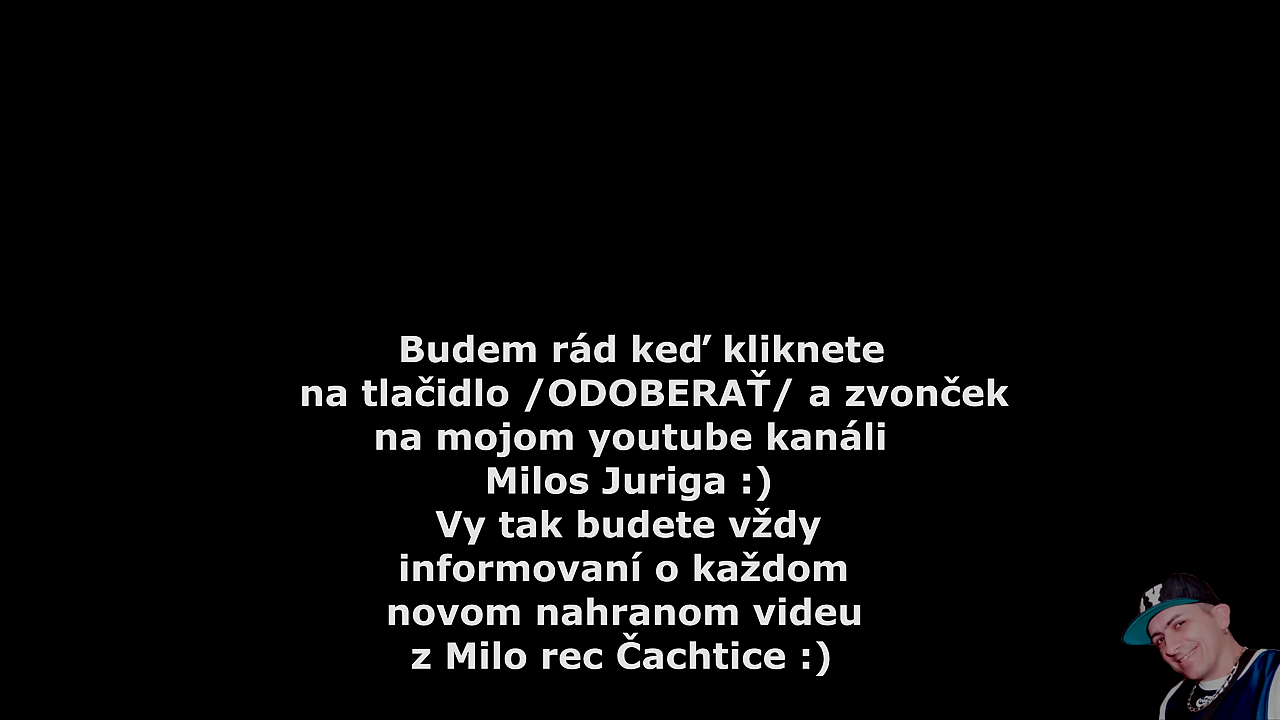 Budem rád keď kliknete
na tlačidlo /ODOBERAŤ/ a zvonček
na mojom youtube kanáli
Milos Juriga :)
Vy tak budete vždy
informovaní o každom
novom nahranom videu
z Milo rec Čachtice :)